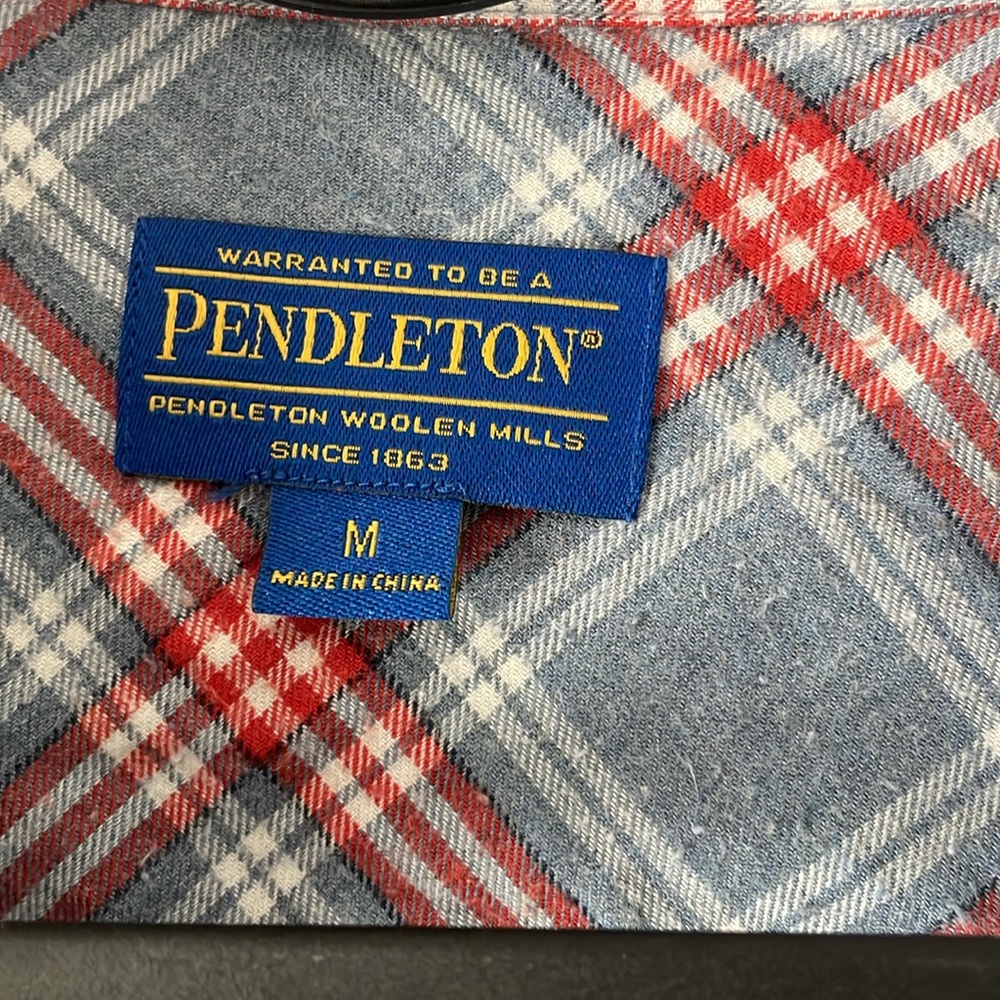 WARRANTED TO BE A
PENDLETON®
PENDLETON WOOLEN MILLS
SINCE 1863
M
MADE IN CHINA